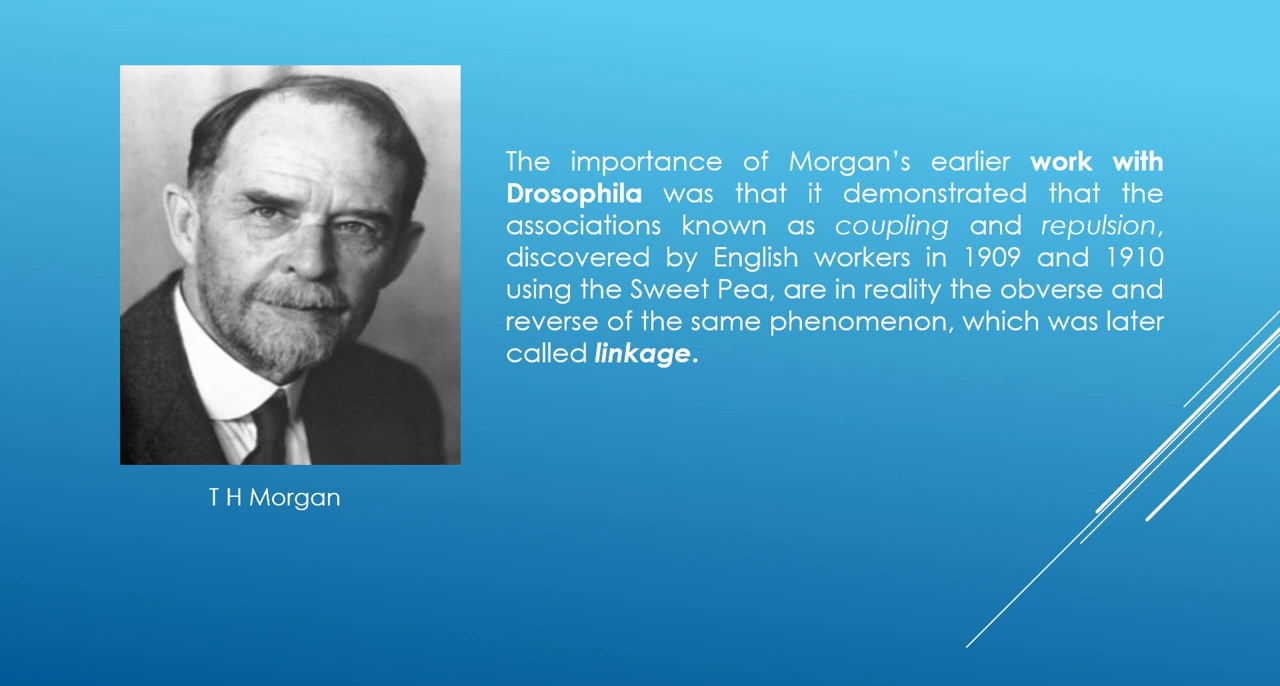 The importance of Morgan’s earlier work with
Drosophila was that it demonstrated that the
associations known as coupling and repulsion,
discovered by English workers in 1909 and 1910
using the Sweet Pea, are in reality the obverse and
reverse of the same phenomenon, which was later
called linkage.
T H Morgan